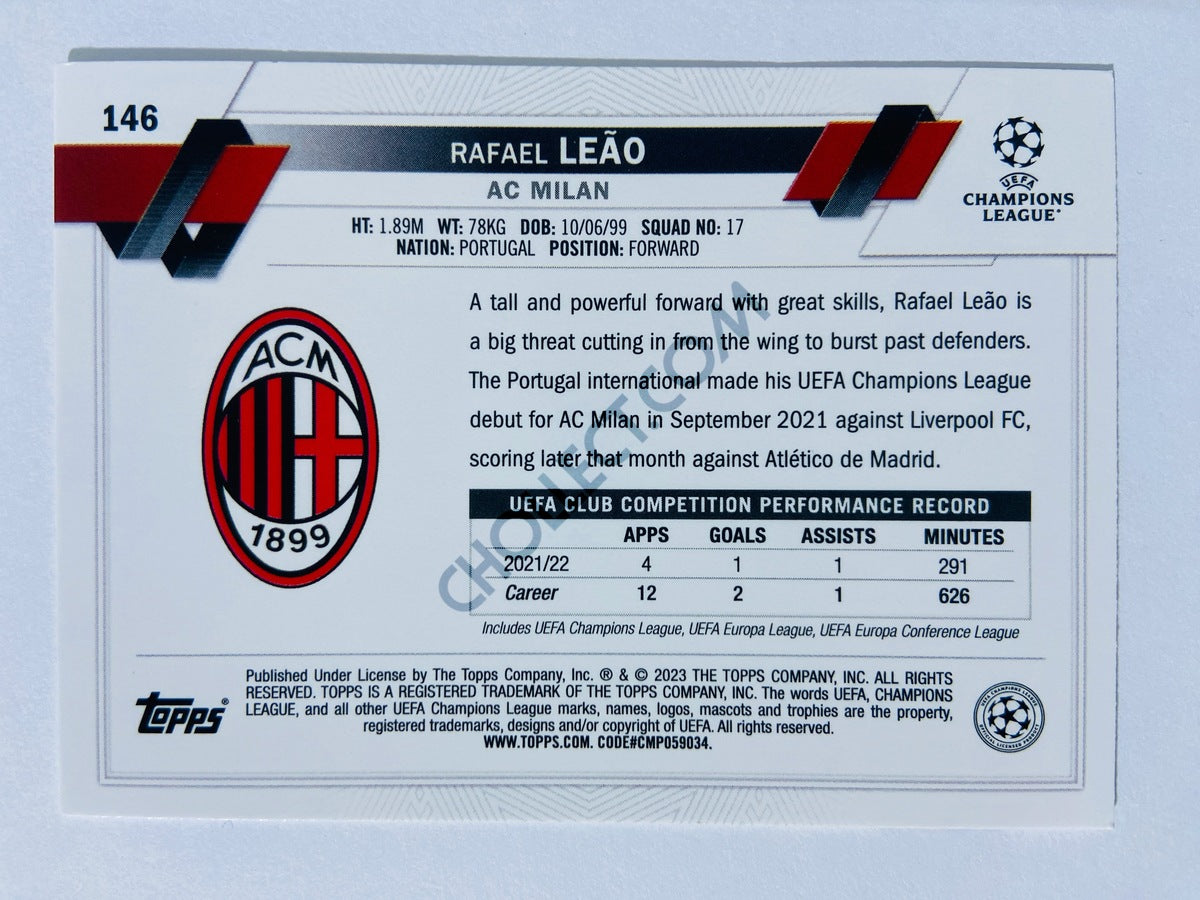 146
RAFAEL LEÃO
AC MILAN
UEFA
CHAMPIONS
LEAGUE
HT: 1.89M WT: 78KG DOB: 10/06/99 SQUAD NO: 17
NATION: PORTUGAL POSITION: FORWARD
ACM
1899
A tall and powerful forward with great skills, Rafael Leão is
a big threat cutting in from the wing to burst past defenders.
The Portugal international made his UEFA Champions League
debut for AC Milan in September 2021 against Liverpool FC,
scoring later that month against Atlético de Madrid.
CHOLLECT.COM
UEFA CLUB COMPETITION PERFORMANCE RECORD
APPS GOALS ASSISTS MINUTES
2021/22 4 1 1 291
Career 12 2 1 626
Includes UEFA Champions League, UEFA Europa League, UEFA Europa Conference League
TOPPS®
Published Under License by The Topps Company, Inc. ® & © 2023 THE TOPPS COMPANY, INC. ALL RIGHTS
RESERVED. TOPPS IS A REGISTERED TRADEMARK OF THE TOPPS COMPANY, INC. The words UEFA, CHAMPIONS
LEAGUE, and all other UEFA Champions League marks, names, logos, mascots and trophies are the property,
registered trademarks, designs and/or copyright of UEFA. All rights reserved.
WWW.TOPPS.COM. CODE#CMP059034.
UEFA CHAMPIONS LEAGUE
OFFICIAL LICENSED PRODUCT